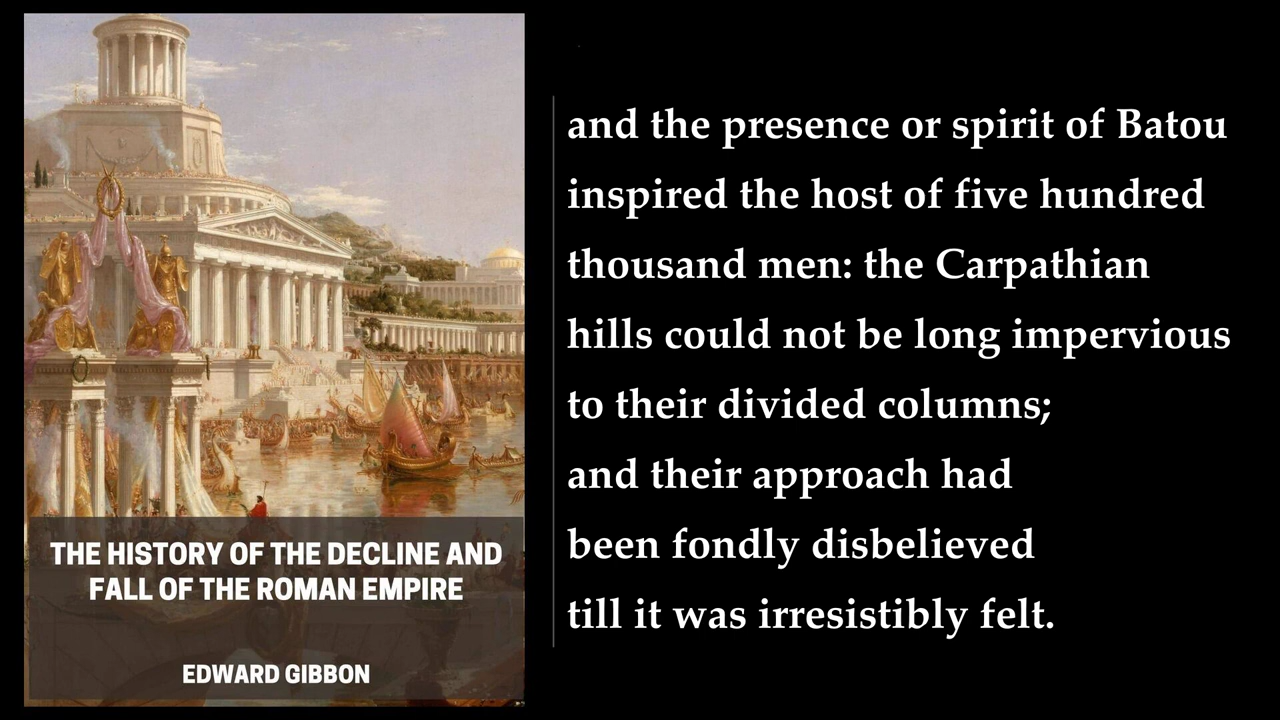 THE HISTORY OF THE DECLINE AND
FALL OF THE ROMAN EMPIRE
EDWARD GIBBON
and the presence or spirit of Batou
inspired the host of five hundred
thousand men: the Carpathian
hills could not be long impervious
to their divided columns;
and their approach had
been fondly disbelieved
till it was irresistibly felt.